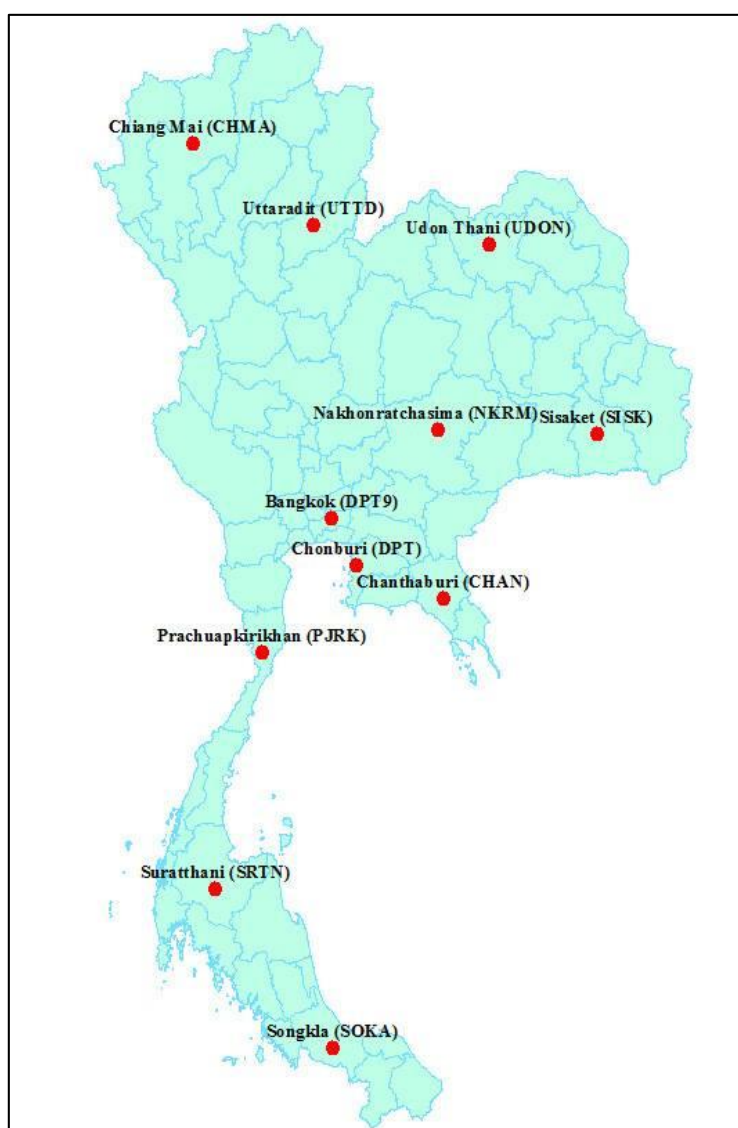 Chiang Mai (CHMA)
Uttaradit (UTTD)
Udon Thani (UDON)
Nakhonratchasima (NKRM)
Sisaket (SISK)
Bangkok (DPT9)
Chonburi (DPT)
Chanthaburi (CHAN)
Prachuapkirikhan (PJRK)
Suratthani (SRTN)
Songkla (SOKA)